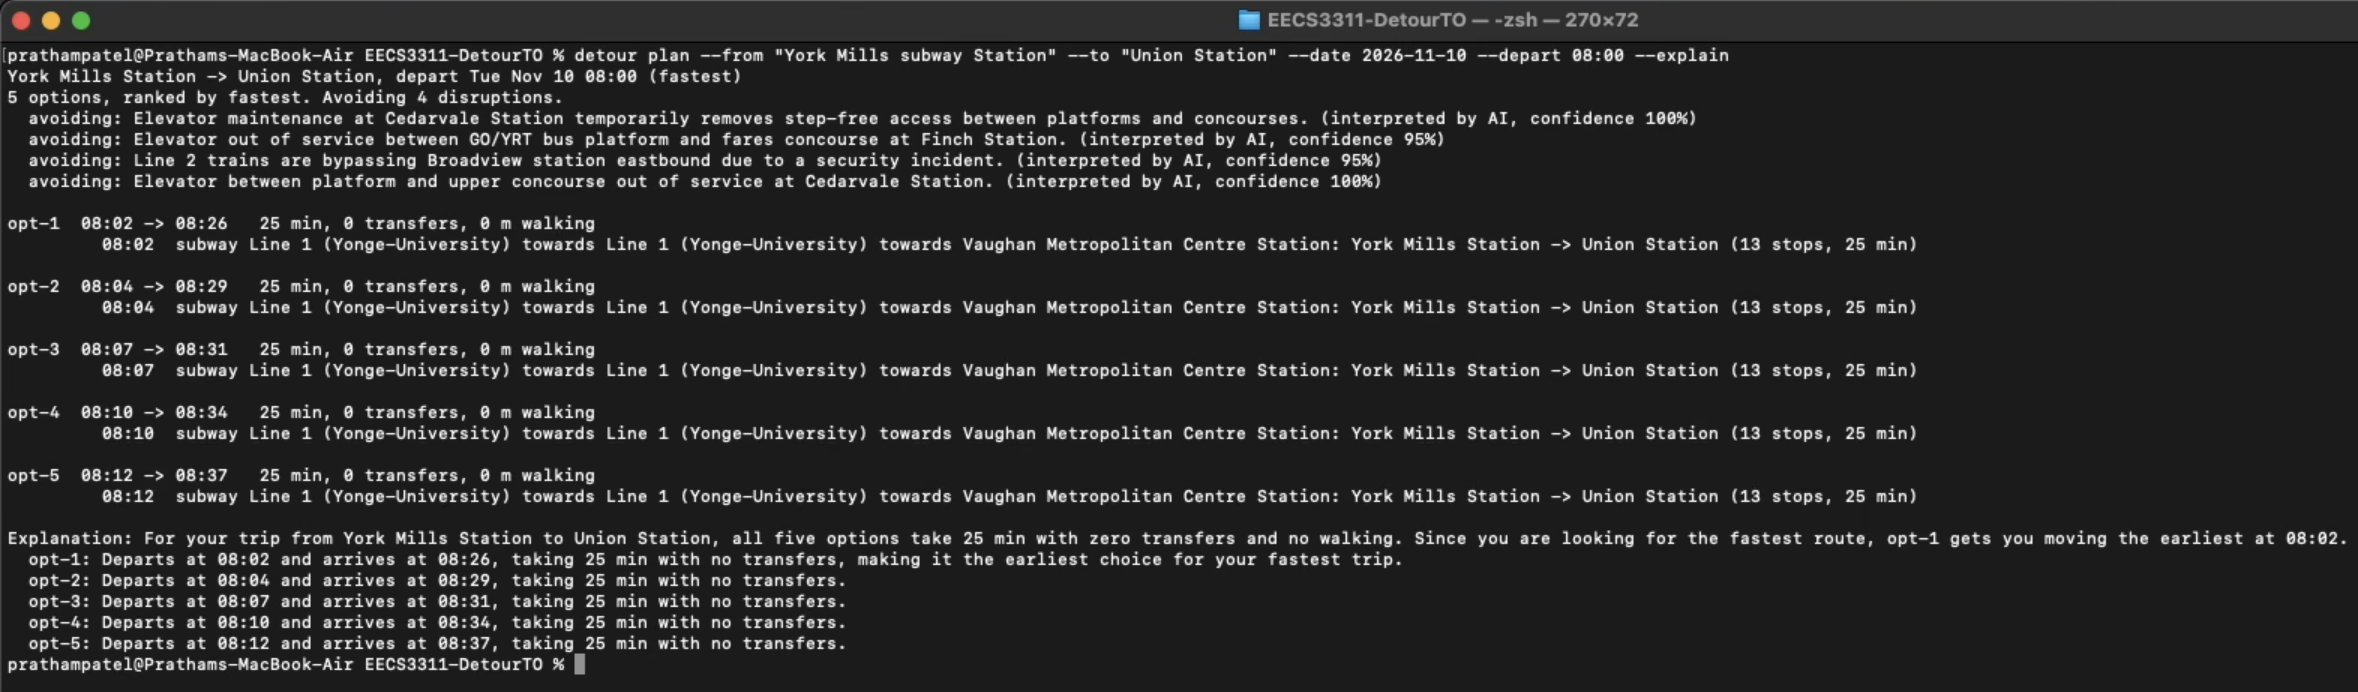 EECS3311-DetourTO — -zsh — 270×72
[prathampatel@Prathams-MacBook-Air EECS3311-DetourTO % detour plan --from "York Mills subway Station" --to "Union Station" --date 2026-11-10 --depart 08:00 --explain
York Mills Station -> Union Station, depart Tue Nov 10 08:00 (fastest)
5 options, ranked by fastest. Avoiding 4 disruptions.
  avoiding: Elevator maintenance at Cedarvale Station temporarily removes step-free access between platforms and concourses. (interpreted by AI, confidence 100%)
  avoiding: Elevator out of service between GO/YRT bus platform and fares concourse at Finch Station. (interpreted by AI, confidence 95%)
  avoiding: Line 2 trains are bypassing Broadview station eastbound due to a security incident. (interpreted by AI, confidence 95%)
  avoiding: Elevator between platform and upper concourse out of service at Cedarvale Station. (interpreted by AI, confidence 100%)

opt-1  08:02 -> 08:26   25 min, 0 transfers, 0 m walking
         08:02  subway Line 1 (Yonge-University) towards Line 1 (Yonge-University) towards Vaughan Metropolitan Centre Station: York Mills Station -> Union Station (13 stops, 25 min)

opt-2  08:04 -> 08:29   25 min, 0 transfers, 0 m walking
         08:04  subway Line 1 (Yonge-University) towards Line 1 (Yonge-University) towards Vaughan Metropolitan Centre Station: York Mills Station -> Union Station (13 stops, 25 min)

opt-3  08:07 -> 08:31   25 min, 0 transfers, 0 m walking
         08:07  subway Line 1 (Yonge-University) towards Line 1 (Yonge-University) towards Vaughan Metropolitan Centre Station: York Mills Station -> Union Station (13 stops, 25 min)

opt-4  08:10 -> 08:34   25 min, 0 transfers, 0 m walking
         08:10  subway Line 1 (Yonge-University) towards Line 1 (Yonge-University) towards Vaughan Metropolitan Centre Station: York Mills Station -> Union Station (13 stops, 25 min)

opt-5  08:12 -> 08:37   25 min, 0 transfers, 0 m walking
         08:12  subway Line 1 (Yonge-University) towards Line 1 (Yonge-University) towards Vaughan Metropolitan Centre Station: York Mills Station -> Union Station (13 stops, 25 min)

Explanation: For your trip from York Mills Station to Union Station, all five options take 25 min with zero transfers and no walking. Since you are looking for the fastest route, opt-1 gets you moving the earliest at 08:02.
  opt-1: Departs at 08:02 and arrives at 08:26, taking 25 min with no transfers, making it the earliest choice for your fastest trip.
  opt-2: Departs at 08:04 and arrives at 08:29, taking 25 min with no transfers.
  opt-3: Departs at 08:07 and arrives at 08:31, taking 25 min with no transfers.
  opt-4: Departs at 08:10 and arrives at 08:34, taking 25 min with no transfers.
  opt-5: Departs at 08:12 and arrives at 08:37, taking 25 min with no transfers.
prathampatel@Prathams-MacBook-Air EECS3311-DetourTO %